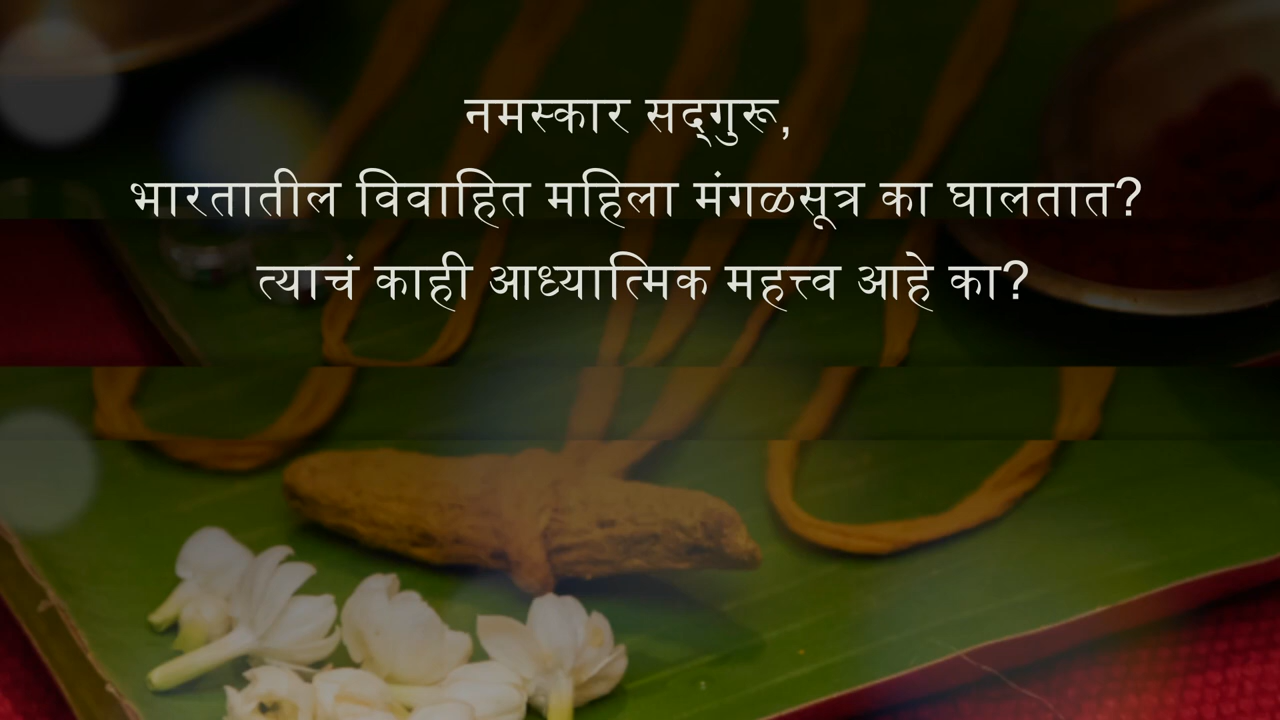 नमस्कार सद्‌गुरू,
भारतातील विवाहित महिला मंगळसूत्र का घालतात?
त्याचं काही आध्यात्मिक महत्त्व आहे का?